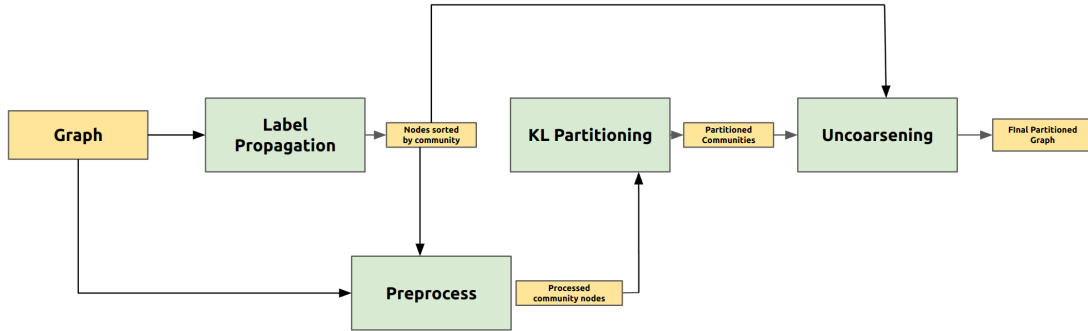 Graph
Label
Propagation
Nodes sorted
by community
KL Partitioning
Partitioned
Communities
Uncoarsening
FInal Partitioned
Graph
Preprocess
Processed
community nodes